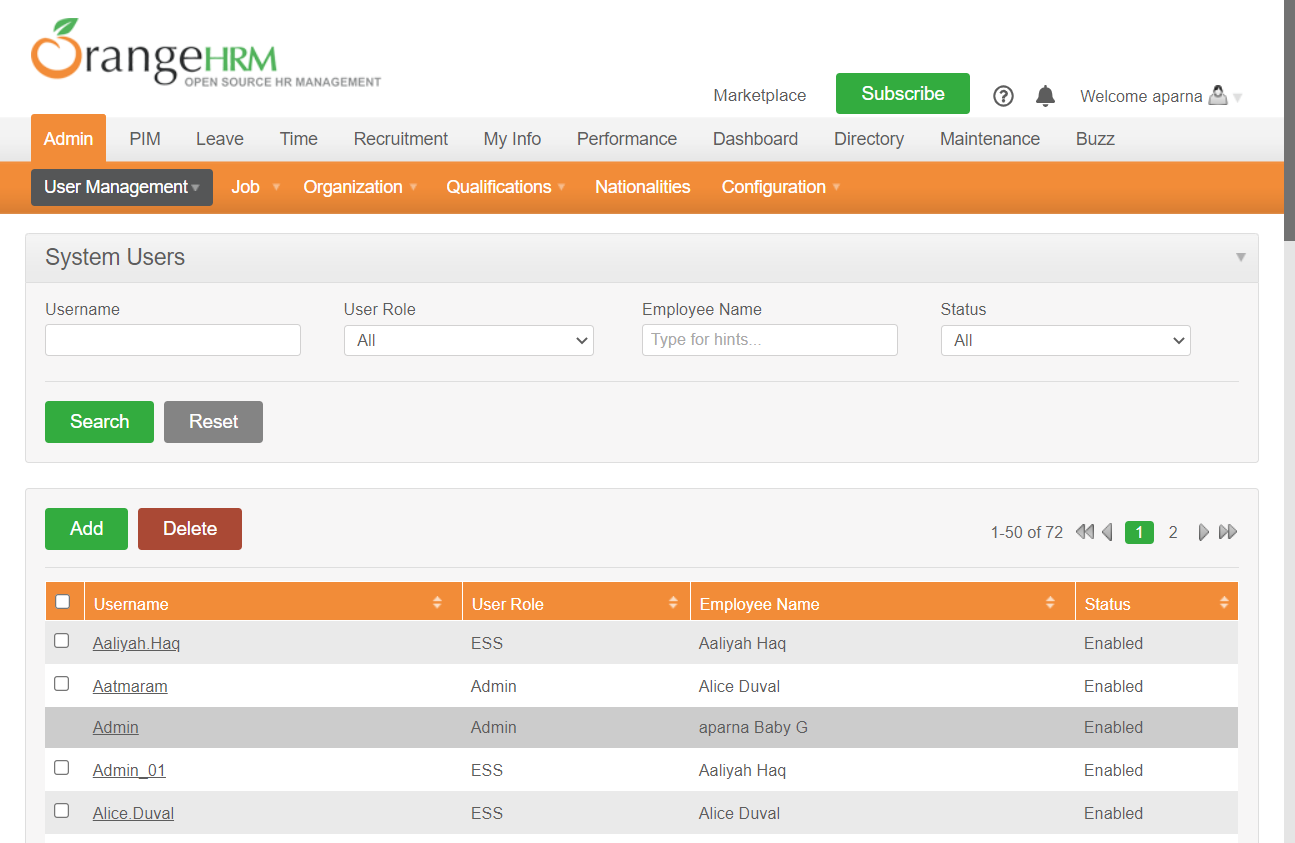 OrangeHRM
OPEN SOURCE HR MANAGEMENT
Marketplace Subscribe Welcome aparna
Admin PIM Leave Time Recruitment My Info Performance Dashboard Directory Maintenance Buzz
User Management Job Organization Qualifications Nationalities Configuration
System Users
Username User Role Employee Name Status
All Type for hints... All
Search Reset
Add Delete 1-50 of 72 1 2
Username User Role Employee Name Status
Aaliyah.Haq ESS Aaliyah Haq Enabled
Aatmaram Admin Alice Duval Enabled
Admin Admin aparna Baby G Enabled
Admin_01 ESS Aaliyah Haq Enabled
Alice.Duval ESS Alice Duval Enabled